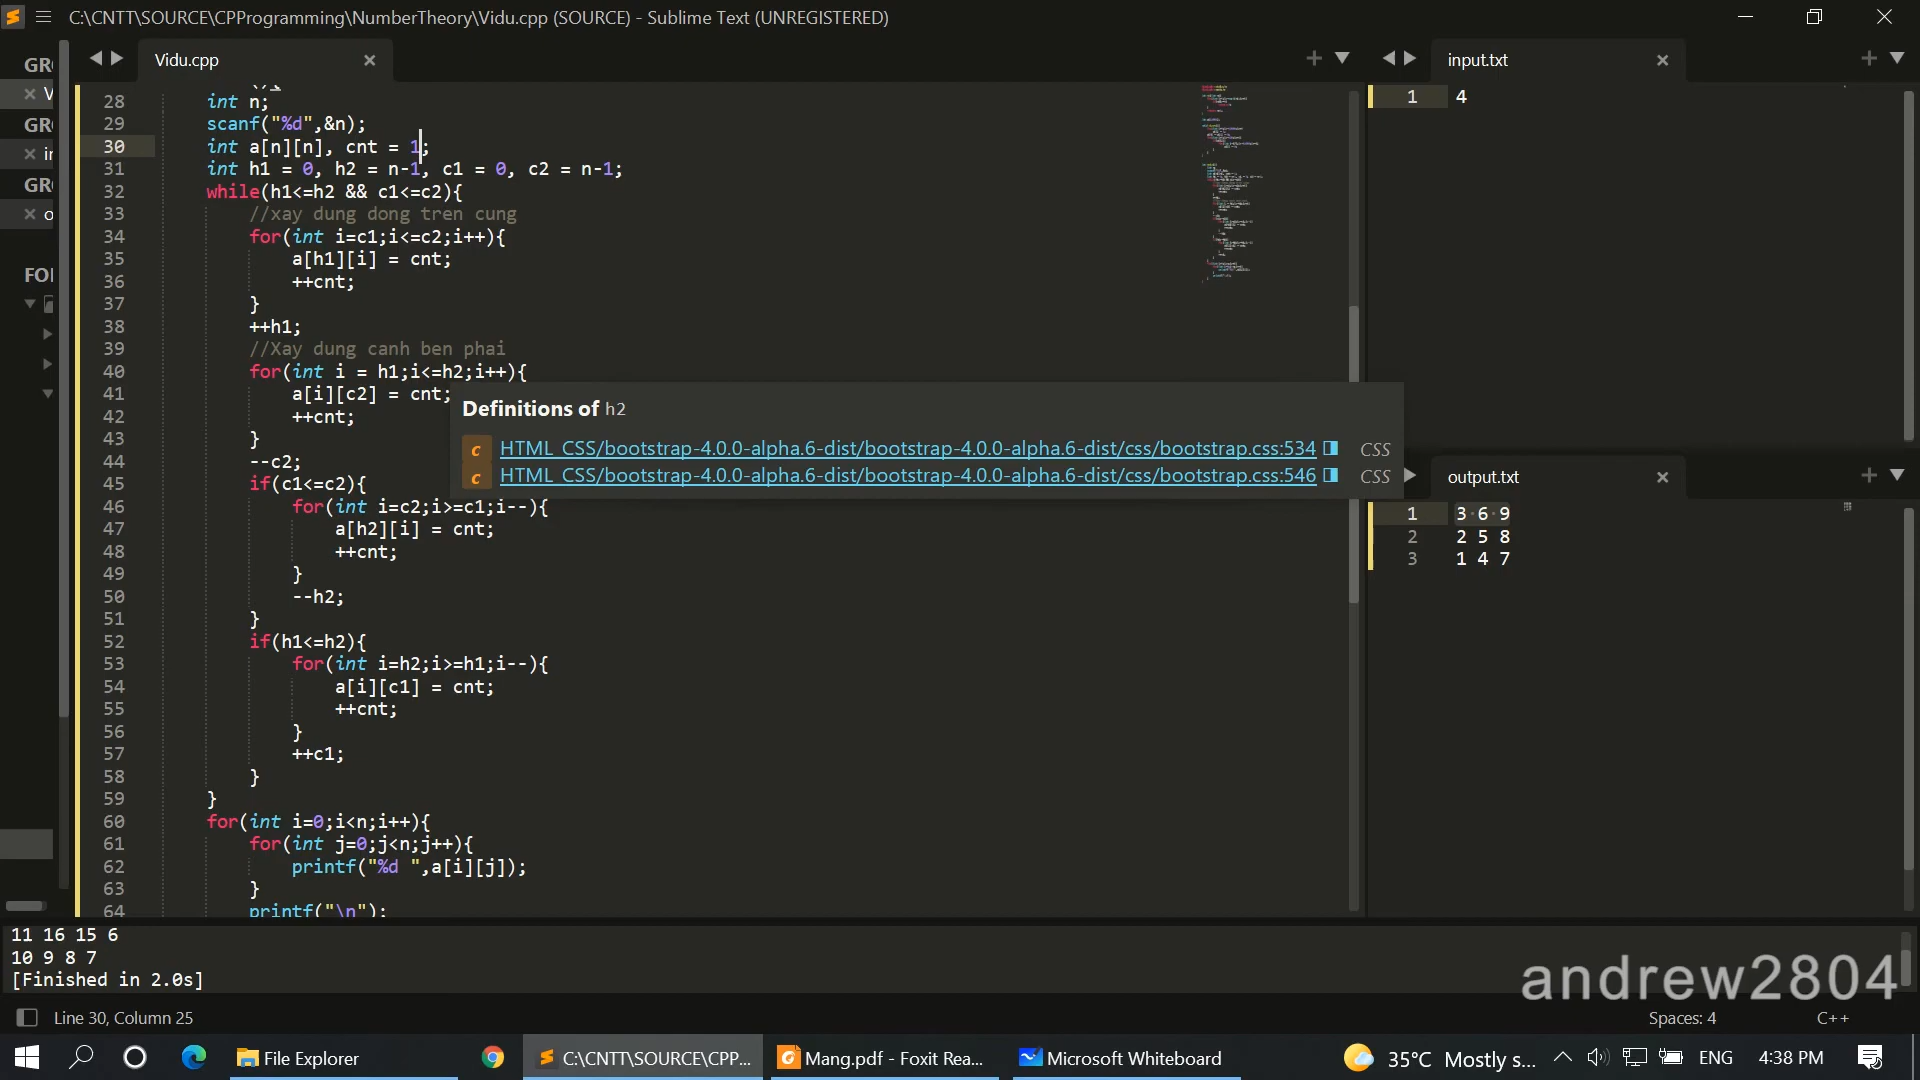 C:\CNTT\SOURCE\CPProgramming\NumberTheory\Vidu.cpp (SOURCE) - Sublime Text (UNREGISTERED)
Vidu.cpp
28 int n;
29 scanf("%d",&n);
30 int a[n][n], cnt = 1;
31 int h1 = 0, h2 = n-1, c1 = 0, c2 = n-1;
32 while(h1<=h2 && c1<=c2){
33 //xay dung dong tren cung
34 for(int i=c1;i<=c2;i++){
35 a[h1][i] = cnt;
36 ++cnt;
37 }
38 ++h1;
39 //Xay dung canh ben phai
40 for(int i = h1;i<=h2;i++){
41 a[i][c2] = cnt;
42 ++cnt;
43 }
44 --c2;
45 if(c1<=c2){
46 for(int i=c2;i>=c1;i--){
47 a[h2][i] = cnt;
48 ++cnt;
49 }
50 --h2;
51 }
52 if(h1<=h2){
53 for(int i=h2;i>=h1;i--){
54 a[i][c1] = cnt;
55 ++cnt;
56 }
57 ++c1;
58 }
59 }
60 for(int i=0;i<n;i++){
61 for(int j=0;j<n;j++){
62 printf("%d ",a[i][j]);
63 }
64 printf("\n");
Definitions of h2
HTML CSS/bootstrap-4.0.0-alpha.6-dist/bootstrap-4.0.0-alpha.6-dist/css/bootstrap.css:534 CSS
HTML CSS/bootstrap-4.0.0-alpha.6-dist/bootstrap-4.0.0-alpha.6-dist/css/bootstrap.css:546 CSS
input.txt
1 4
output.txt
1 3 6 9
2 2 5 8
3 1 4 7
11 16 15 6
10 9 8 7
[Finished in 2.0s]
andrew2804
Line 30, Column 25
Spaces: 4
C++
File Explorer
C:\CNTT\SOURCE\CPP...
Mang.pdf - Foxit Rea...
Microsoft Whiteboard
35°C Mostly s...
ENG
4:38 PM